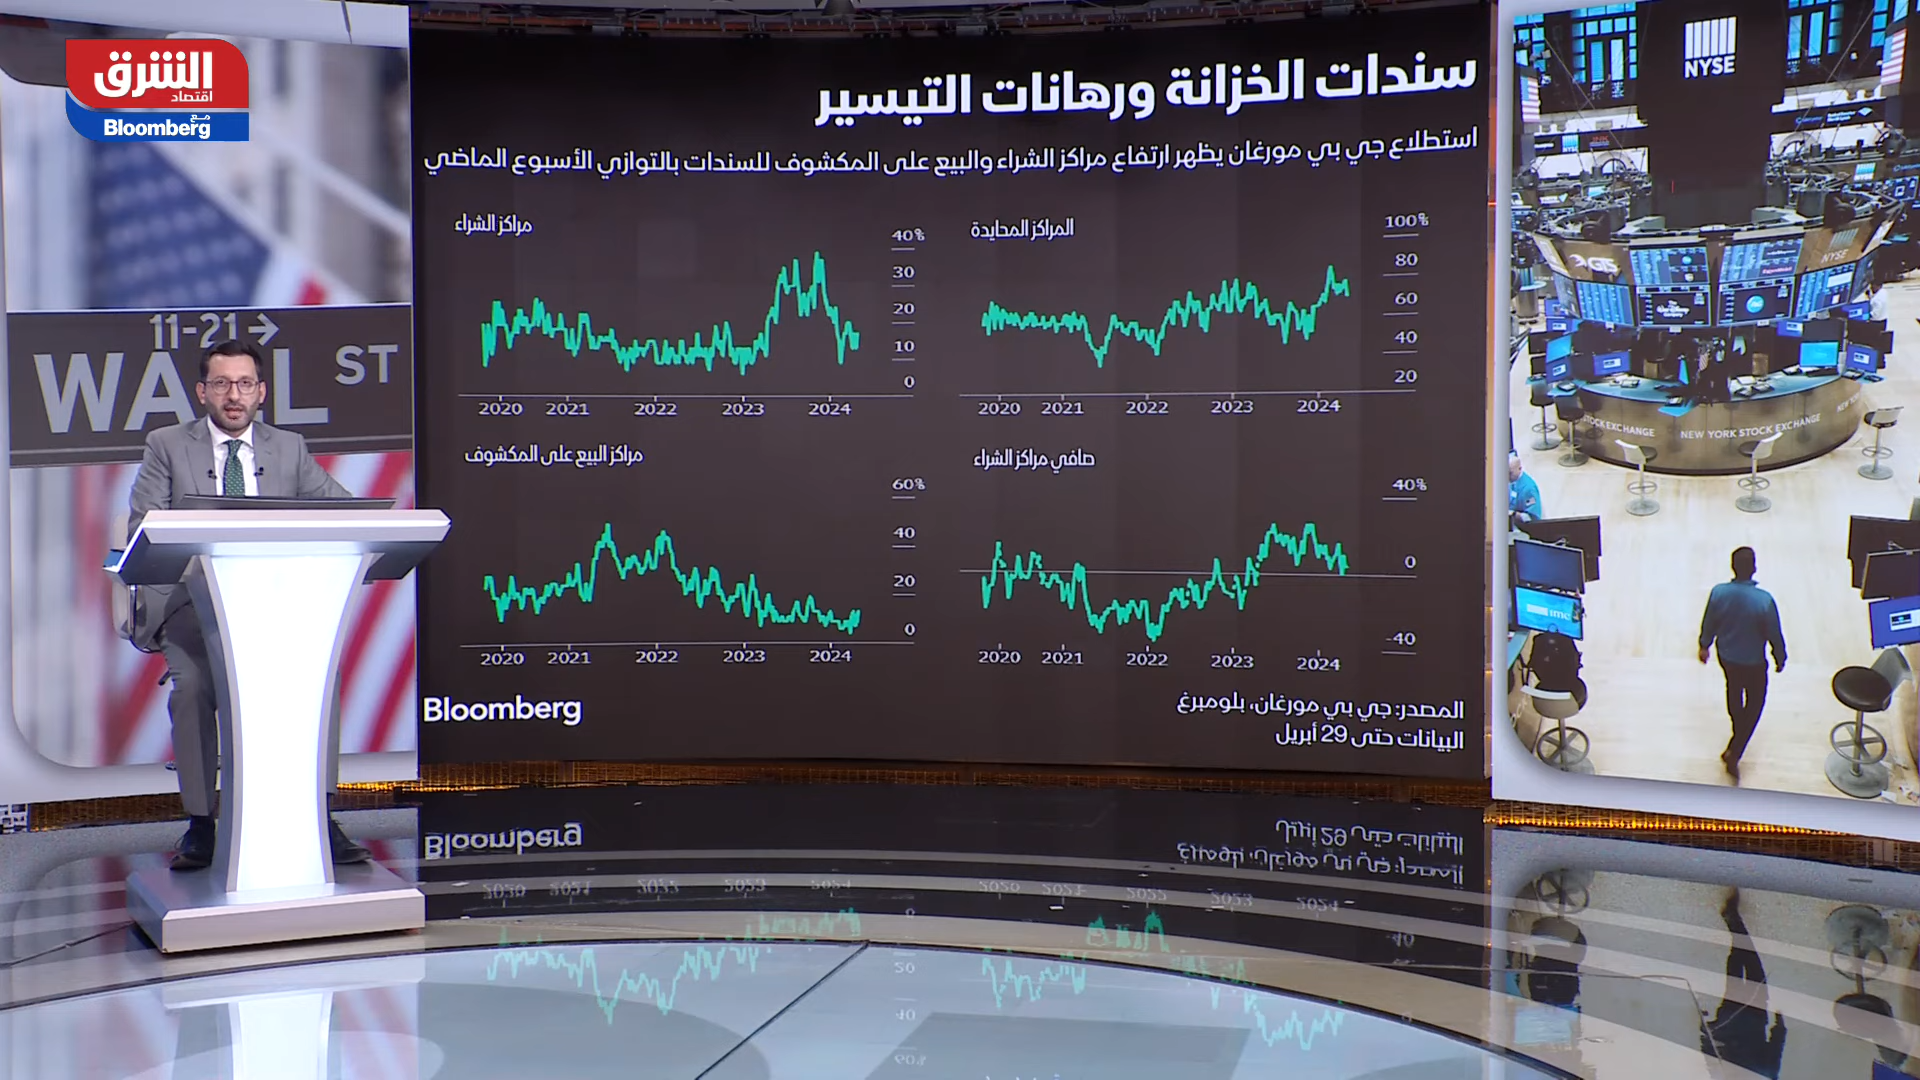 الشرق
اقتصاد
مع
Bloomberg
11-21→
WALL ST
سندات الخزانة ورهانات التيسير
استطلاع جي بي مورغان يظهر ارتفاع مراكز الشراء والبيع على المكشوف للسندات بالتوازي الأسبوع الماضي
المراكز المحايدة
100%
80
60
40
20
2020 2021 2022 2023 2024
مراكز الشراء
40%
30
20
10
0
2020 2021 2022 2023 2024
صافي مراكز الشراء
40%
0
-40
2020 2021 2022 2023 2024
مراكز البيع على المكشوف
60%
40
20
0
2020 2021 2022 2023 2024
المصدر: جي بي مورغان، بلومبرغ
البيانات حتى 29 أبريل
Bloomberg
NYSE
GTS
NYSE
STOCK EXCHANGE
NEW YORK STOCK EXCHANGE